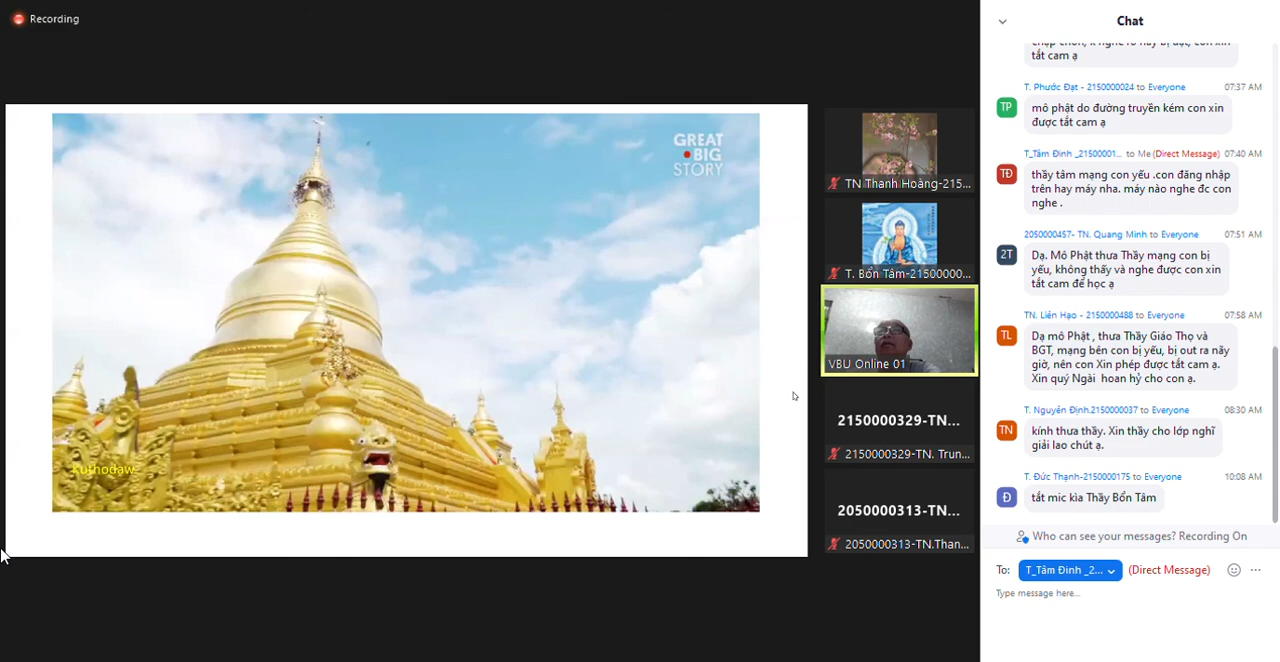 Recording
GREAT
BIG
STORY
kuthodaw
TN Thanh Hoàng-215...
T. Bổn Tâm-21500000...
VBU Online 01
2150000329-TN...
2150000329-TN. Trun...
2050000313-TN...
2050000313-TN.Than...
Chat
tắt cam ạ
T. Phước Đạt - 2150000024 to Everyone 07:37 AM
TP
mô phật do đường truyền kém con xin
được tắt cam ạ
T_Tâm Đinh _21500001... to Me (Direct Message) 07:40 AM
TĐ
thầy tâm mạng con yếu .con đăng nhập
trên hay máy nha. máy nào nghe đc con
nghe .
2050000457- TN. Quang Minh to Everyone 07:51 AM
2T
Dạ. Mô Phật thưa Thầy mạng con bị
yếu, không thấy và nghe được con xin
tắt cam để học ạ
TN. Liên Hạo - 2150000488 to Everyone 07:58 AM
TL
Dạ mô Phật , thưa Thầy Giáo Thọ và
BGT, mạng bên con bị yếu, bị out ra nãy
giờ, nên con Xin phép được tắt cam ạ.
Xin quý Ngài hoan hỷ cho con ạ.
T. Nguyên Định.2150000037 to Everyone 08:30 AM
TN
kính thưa thầy. Xin thầy cho lớp nghĩ
giải lao chút ạ.
T. Đức Thạnh-2150000175 to Everyone 10:08 AM
Đ
tắt mic kìa Thầy Bổn Tâm
Who can see your messages? Recording On
To: T_Tâm Đinh _2... (Direct Message)
Type message here...